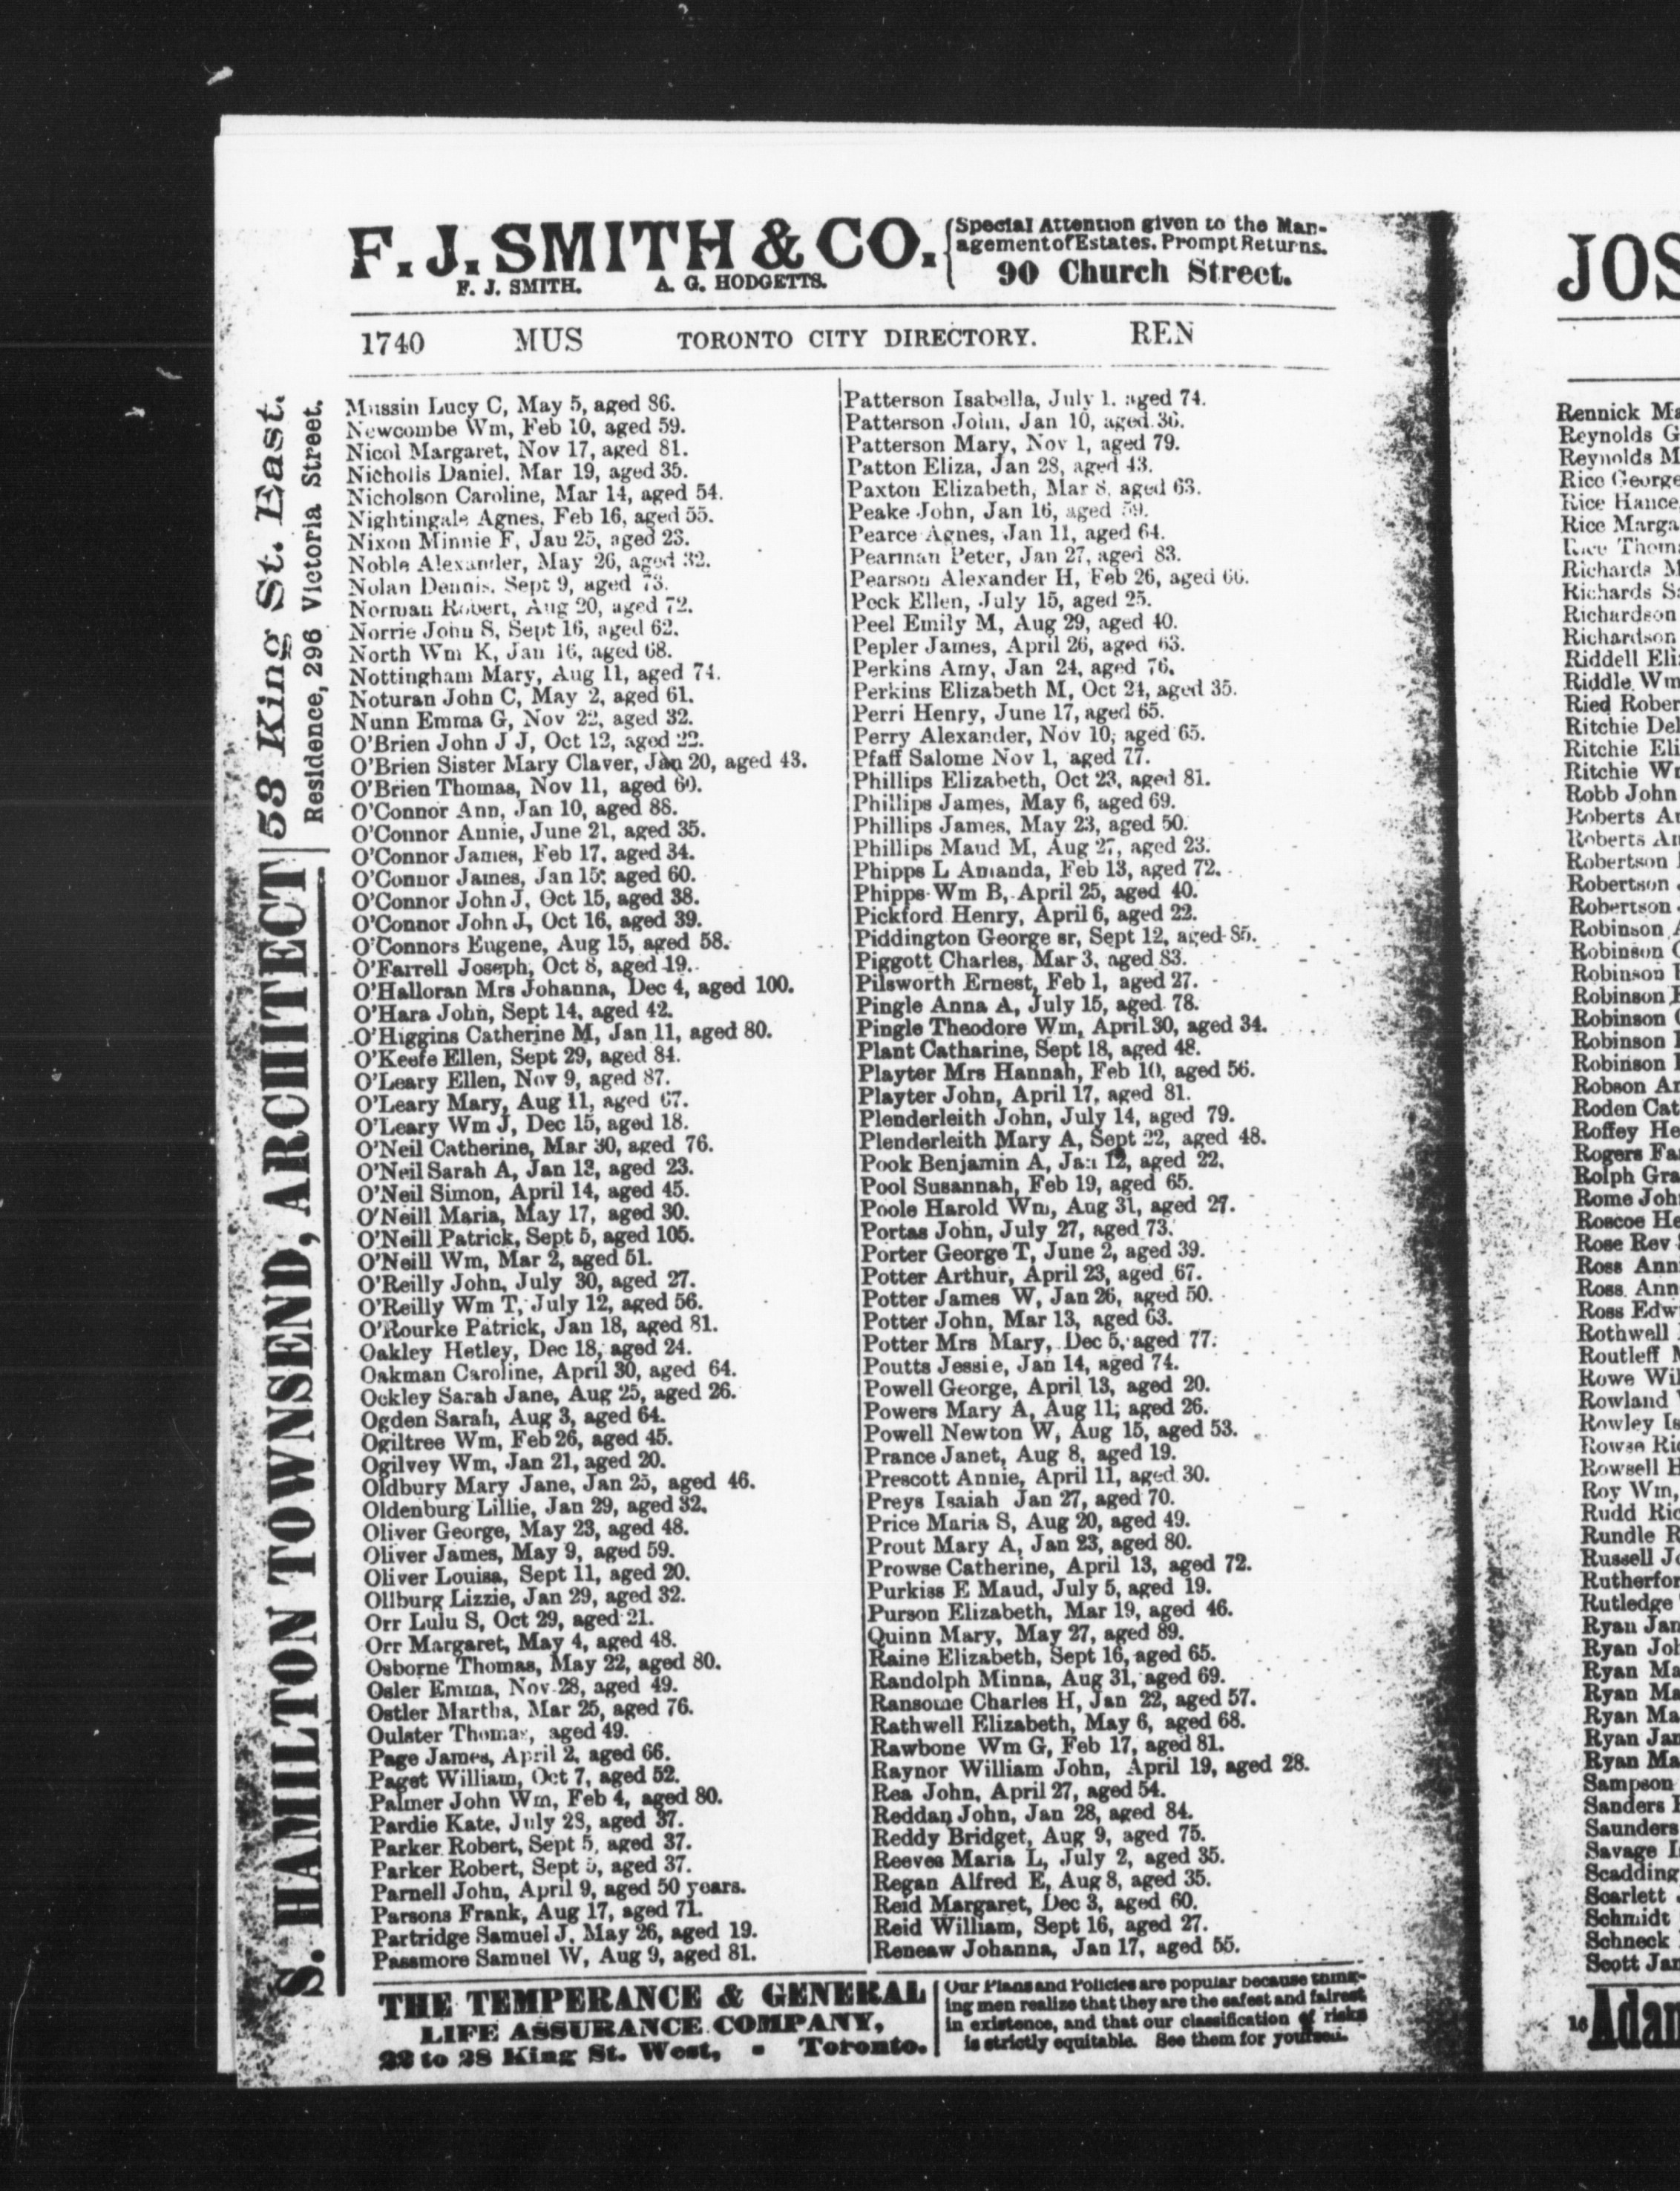 F. J. SMITH & CO.
F. J. SMITH. A. G. HODGETTS.
Special Attention given to the Man-
agement of Estates. Prompt Returns.
90 Church Street.
1740 MUS TORONTO CITY DIRECTORY. REN
S. HAMILTON TOWNSEND, ARCHITECT
53 King St. East.
Residence, 296 Victoria Street.
Mussin Lucy C, May 5, aged 86.
Newcombe Wm, Feb 10, aged 59.
Nicol Margaret, Nov 17, aged 81.
Nicholls Daniel. Mar 19, aged 35.
Nicholson Caroline, Mar 14, aged 54.
Nightingale Agnes, Feb 16, aged 55.
Nixon Minnie F, Jan 25, aged 23.
Noble Alexander, May 26, aged 32.
Nolan Dennis. Sept 9, aged 73.
Norman Robert, Aug 20, aged 72.
Norrie John S, Sept 16, aged 62.
North Wm K, Jan 16, aged 68.
Nottingham Mary, Aug 11, aged 74.
Noturan John C, May 2, aged 61.
Nunn Emma G, Nov 22, aged 32.
O'Brien John J J, Oct 12, aged 22.
O'Brien Sister Mary Claver, Jan 20, aged 43.
O'Brien Thomas, Nov 11, aged 60.
O'Connor Ann, Jan 10, aged 88.
O'Connor Annie, June 21, aged 35.
O'Connor James, Feb 17, aged 34.
O'Connor James, Jan 15, aged 60.
O'Connor John J, Oct 15, aged 38.
O'Connor John J, Oct 16, aged 39.
O'Connors Eugene, Aug 15, aged 58.
O'Farrell Joseph, Oct 8, aged 19.
O'Halloran Mrs Johanna, Dec 4, aged 100.
O'Hara John, Sept 14, aged 42.
O'Higgins Catherine M, Jan 11, aged 80.
O'Keefe Ellen, Sept 29, aged 84.
O'Leary Ellen, Nov 9, aged 87.
O'Leary Mary, Aug 11, aged 67.
O'Leary Wm J, Dec 15, aged 18.
O'Neil Catherine, Mar 30, aged 76.
O'Neil Sarah A, Jan 13, aged 23.
O'Neil Simon, April 14, aged 45.
O'Neill Maria, May 17, aged 30.
O'Neill Patrick, Sept 5, aged 105.
O'Neill Wm, Mar 2, aged 51.
O'Reilly John, July 30, aged 27.
O'Reilly Wm T, July 12, aged 56.
O'Rourke Patrick, Jan 18, aged 81.
Oakley Hetley, Dec 18, aged 24.
Oakman Caroline, April 30, aged 64.
Ockley Sarah Jane, Aug 25, aged 26.
Ogden Sarah, Aug 3, aged 64.
Ogiltree Wm, Feb 26, aged 45.
Ogilvey Wm, Jan 21, aged 20.
Oldbury Mary Jane, Jan 25, aged 46.
Oldenburg Lillie, Jan 29, aged 32.
Oliver George, May 23, aged 48.
Oliver James, May 9, aged 59.
Oliver Louisa, Sept 11, aged 20.
Ollburg Lizzie, Jan 29, aged 32.
Orr Lulu S, Oct 29, aged 21.
Orr Margaret, May 4, aged 48.
Osborne Thomas, May 22, aged 80.
Osler Emma, Nov 28, aged 49.
Ostler Martha, Mar 25, aged 76.
Oulster Thomas, aged 49.
Page James, April 2, aged 66.
Paget William, Oct 7, aged 52.
Palmer John Wm, Feb 4, aged 80.
Pardie Kate, July 28, aged 37.
Parker Robert, Sept 5, aged 37.
Parker Robert, Sept 5, aged 37.
Parnell John, April 9, aged 50 years.
Parsons Frank, Aug 17, aged 71.
Partridge Samuel J, May 26, aged 19.
Passmore Samuel W, Aug 9, aged 81.
Patterson Isabella, July 1. aged 74.
Patterson John, Jan 10, aged 36.
Patterson Mary, Nov 1, aged 79.
Patton Eliza, Jan 28, aged 43.
Paxton Elizabeth, Mar 8, aged 63.
Peake John, Jan 16, aged 59.
Pearce Agnes, Jan 11, aged 64.
Pearman Peter, Jan 27, aged 83.
Pearson Alexander H, Feb 26, aged 66.
Peck Ellen, July 15, aged 25.
Peel Emily M, Aug 29, aged 40.
Pepler James, April 26, aged 63.
Perkins Amy, Jan 24, aged 76.
Perkins Elizabeth M, Oct 24, aged 35.
Perri Henry, June 17, aged 65.
Perry Alexander, Nov 10, aged 65.
Pfaff Salome Nov 1, aged 77.
Phillips Elizabeth, Oct 23, aged 81.
Phillips James, May 6, aged 69.
Phillips James, May 23, aged 50.
Phillips Maud M, Aug 27, aged 23.
Phipps L Amanda, Feb 13, aged 72.
Phipps Wm B, April 25, aged 40.
Pickford Henry, April 6, aged 22.
Piddington George sr, Sept 12, aged 85.
Piggott Charles, Mar 3, aged 83.
Pilsworth Ernest, Feb 1, aged 27.
Pingle Anna A, July 15, aged 78.
Pingle Theodore Wm, April 30, aged 34.
Plant Catharine, Sept 18, aged 48.
Playter Mrs Hannah, Feb 10, aged 56.
Playter John, April 17, aged 81.
Plenderleith John, July 14, aged 79.
Plenderleith Mary A, Sept 22, aged 48.
Pook Benjamin A, Jan 12, aged 22.
Pool Susannah, Feb 19, aged 65.
Poole Harold Wm, Aug 31, aged 27.
Portas John, July 27, aged 73.
Porter George T, June 2, aged 39.
Potter Arthur, April 23, aged 67.
Potter James W, Jan 26, aged 50.
Potter John, Mar 13, aged 63.
Potter Mrs Mary, Dec 5, aged 77.
Poutts Jessie, Jan 14, aged 74.
Powell George, April 13, aged 20.
Powers Mary A, Aug 11, aged 26.
Powell Newton W, Aug 15, aged 53.
Prance Janet, Aug 8, aged 19.
Prescott Annie, April 11, aged 30.
Preys Isaiah Jan 27, aged 70.
Price Maria S, Aug 20, aged 49.
Prout Mary A, Jan 23, aged 80.
Prowse Catherine, April 13, aged 72.
Purkiss E Maud, July 5, aged 19.
Purson Elizabeth, Mar 19, aged 46.
Quinn Mary, May 27, aged 89.
Raine Elizabeth, Sept 16, aged 65.
Randolph Minna, Aug 31, aged 69.
Ransome Charles H, Jan 22, aged 57.
Rathwell Elizabeth, May 6, aged 68.
Rawbone Wm G, Feb 17, aged 81.
Raynor William John, April 19, aged 28.
Rea John, April 27, aged 54.
Reddan John, Jan 28, aged 84.
Reddy Bridget, Aug 9, aged 75.
Reeves Maria L, July 2, aged 35.
Regan Alfred E, Aug 8, aged 35.
Reid Margaret, Dec 3, aged 60.
Reid William, Sept 16, aged 27.
Reneaw Johanna, Jan 17, aged 55.
THE TEMPERANCE & GENERAL
LIFE ASSURANCE COMPANY,
22 to 28 King St. West, - Toronto.
Our Plans and Policies are popular because think-
ing men realize that they are the safest and fairest
in existence, and that our classification of risks
is strictly equitable. See them for yourself.
JOS
Rennick Ma
Reynolds G
Reynolds M
Rice George
Rice Hance
Rice Marga
Rice Thoma
Richards M
Richards Sa
Richardson
Richardson
Riddell Eliz
Riddle Wm
Ried Rober
Ritchie Del
Ritchie Eli
Ritchie Wm
Robb John
Roberts An
Roberts An
Robertson
Robertson
Robertson
Robinson A
Robinson C
Robinson
Robinson
Robinson
Robinson
Robinson
Robson An
Roden Cat
Roffey He
Rogers Fa
Rolph Gra
Rome Joh
Roscoe He
Rose Rev
Ross Ann
Ross Ann
Ross Edw
Rothwell
Routleff M
Rowe Wil
Rowland
Rowley Is
Rowse Ric
Rowsell H
Roy Wm,
Rudd Ric
Rundle R
Russell Jo
Rutherfor
Rutledge
Ryan Jan
Ryan Joh
Ryan Ma
Ryan Ma
Ryan Ma
Ryan Jan
Ryan Ma
Sampson
Sanders
Saunders
Savage
Scadding
Scarlett
Schmidt
Schneck
Scott Jan
16 Adam